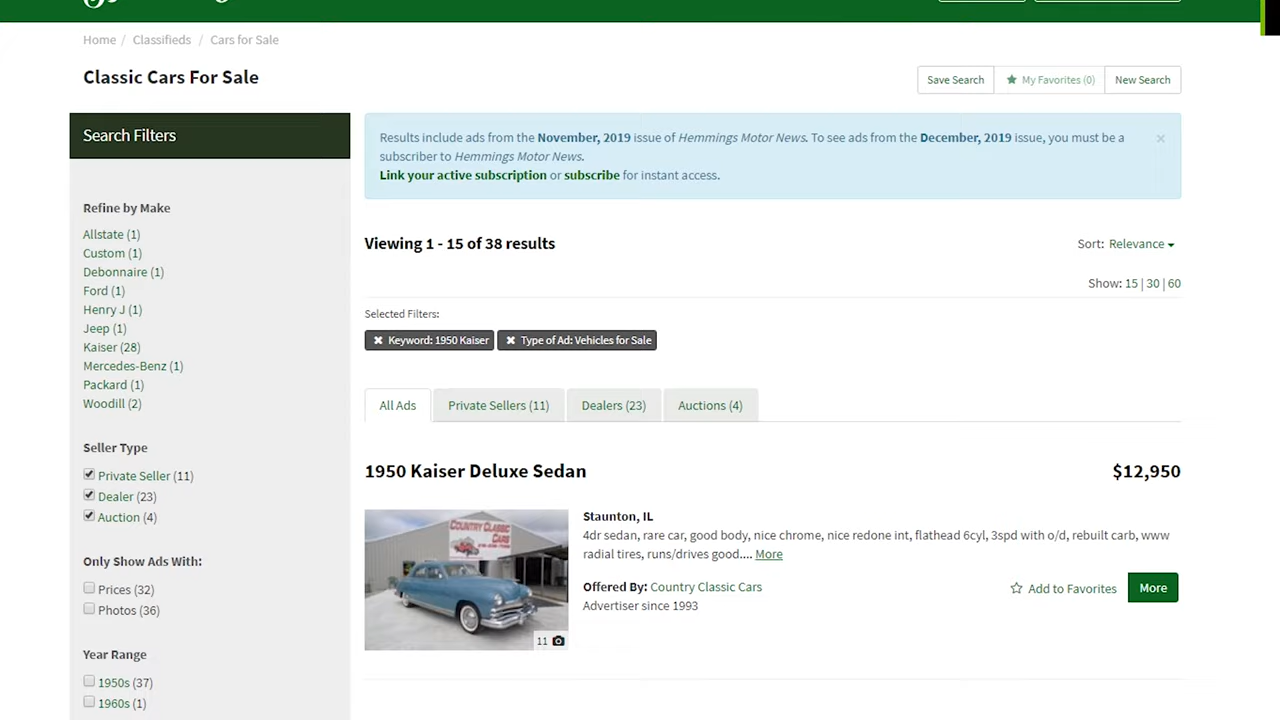 Home / Classifieds / Cars for Sale
Classic Cars For Sale
Save Search
My Favorites (0)
New Search
Search Filters
Refine by Make
Allstate (1)
Custom (1)
Debonnaire (1)
Ford (1)
Henry J (1)
Jeep (1)
Kaiser (28)
Mercedes-Benz (1)
Packard (1)
Woodill (2)
Seller Type
Private Seller (11)
Dealer (23)
Auction (4)
Only Show Ads With:
Prices (32)
Photos (36)
Year Range
1950s (37)
1960s (1)
Results include ads from the November, 2019 issue of Hemmings Motor News. To see ads from the December, 2019 issue, you must be a
subscriber to Hemmings Motor News.
Link your active subscription or subscribe for instant access.
Viewing 1 - 15 of 38 results
Sort: Relevance
Show: 15 | 30 | 60
Selected Filters:
Keyword: 1950 Kaiser
Type of Ad: Vehicles for Sale
All Ads
Private Sellers (11)
Dealers (23)
Auctions (4)
1950 Kaiser Deluxe Sedan
$12,950
COUNTRY CLASSIC
CARS
11
Staunton, IL
4dr sedan, rare car, good body, nice chrome, nice redone int, flathead 6cyl, 3spd with o/d, rebuilt carb, www
radial tires, runs/drives good.... More
Offered By: Country Classic Cars
Advertiser since 1993
Add to Favorites
More